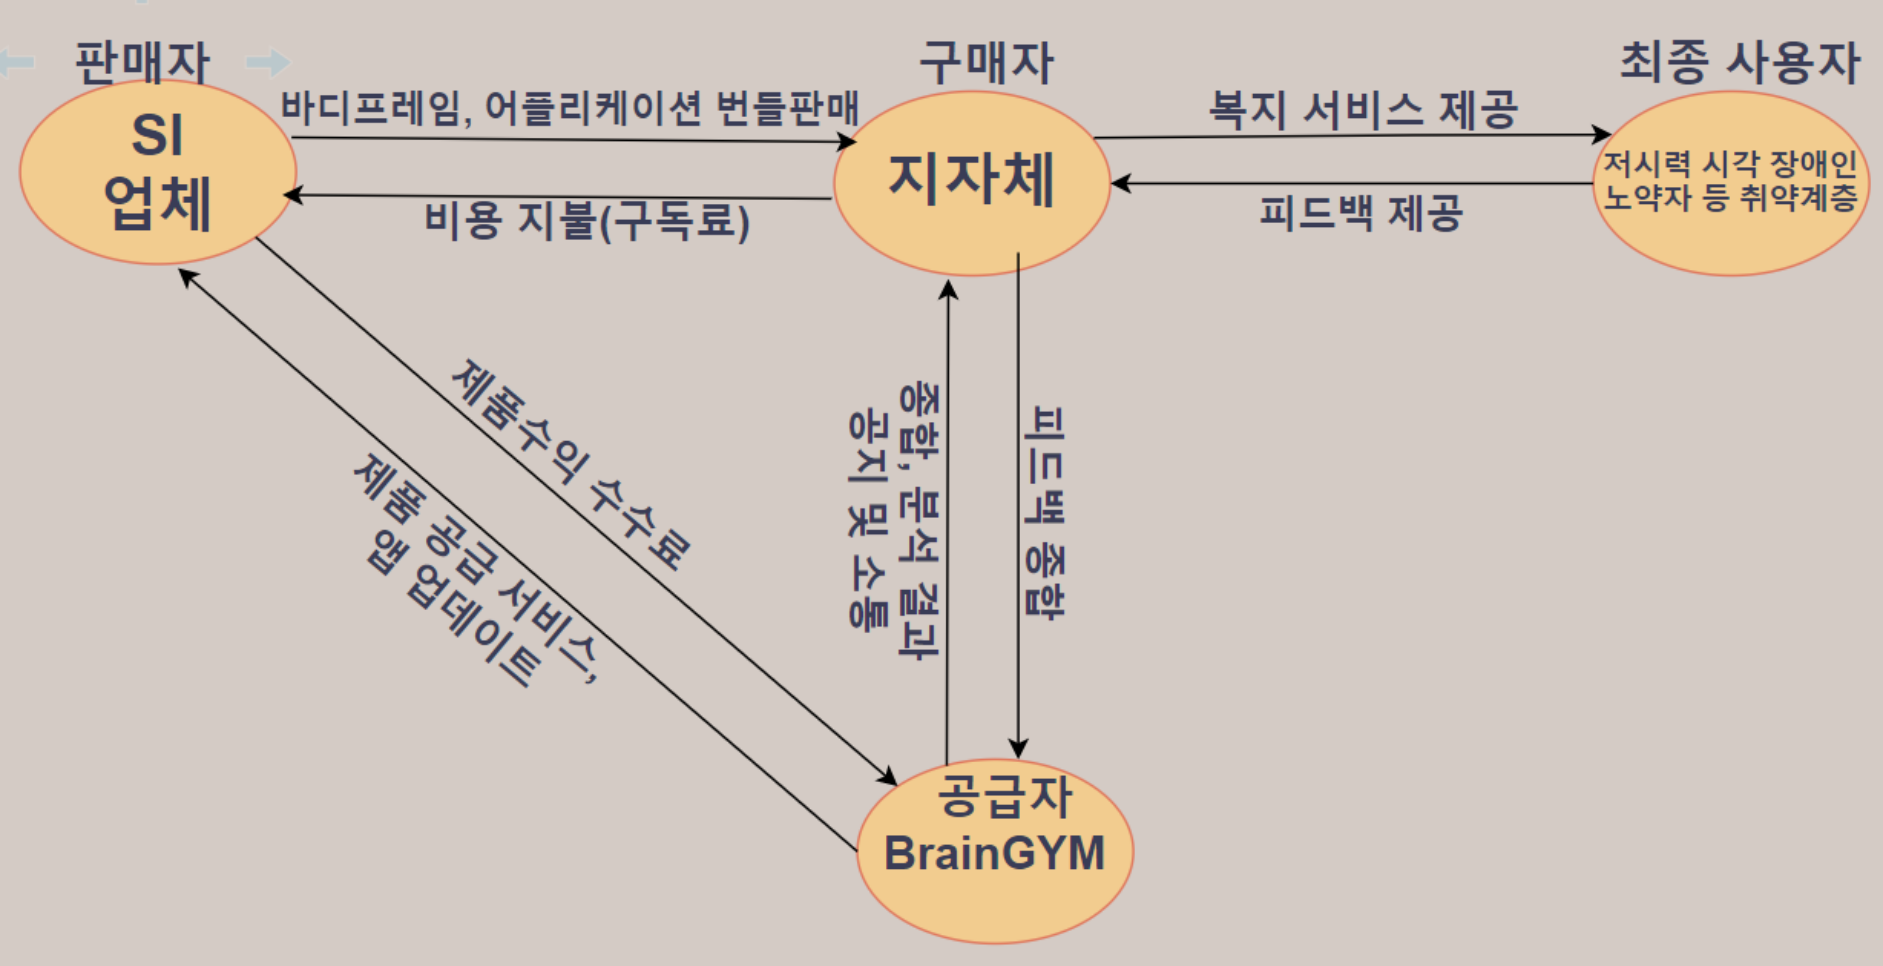 판매자
구매자
최종 사용자
SI
업체
바디프레임, 어플리케이션 번들판매
비용 지불(구독료)
지자체
복지 서비스 제공
피드백 제공
저시력 시각 장애인
노약자 등 취약계층
제품수익 수수료
제품 공급 서비스,
앱 업데이트
종합, 분석 결과
공지 및 소통
피드백 종합
공급자
BrainGYM